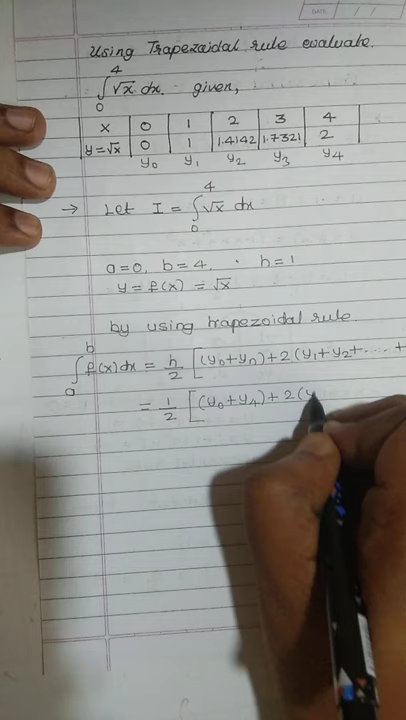 Using Trapezoidal rule evaluate.
4
∫√x dx. given,
0
x 0 1 2 3 4
y=√x 0 1 1.4142 1.7321 2
y₀ y₁ y₂ y₃ y₄
→ Let I = ∫₀⁴ √x dx
a=0, b=4, h=1
y = f(x) = √x
by using trapezoidal rule.
∫ₐᵇ f(x)dx = h/2 [(y₀+yₙ)+2(y₁+y₂+....+
= 1/2 [(y₀+y₄)+2(y